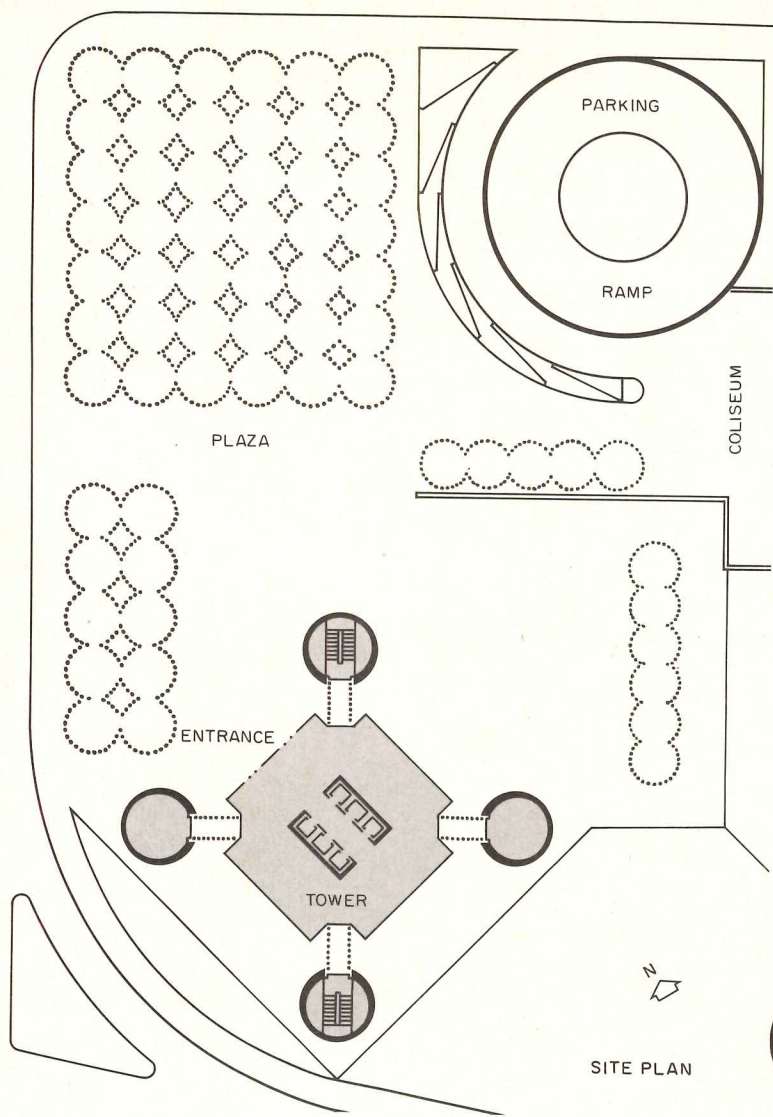 PARKING
RAMP
COLISEUM
PLAZA
ENTRANCE
TOWER
N
SITE PLAN